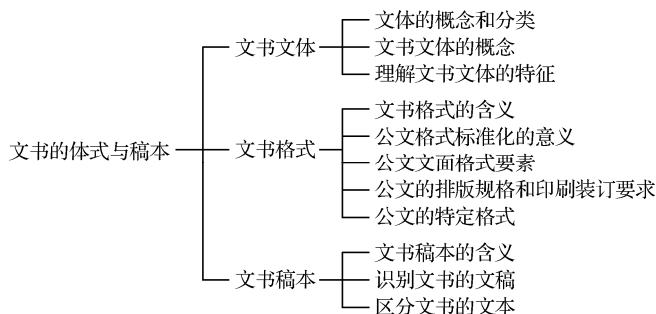 文书的体式与稿本
文书文体
文体的概念和分类
文书文体的概念
理解文书文体的特征
文书格式
文书格式的含义
公文格式标准化的意义
公文文面格式要素
公文的排版规格和印刷装订要求
公文的特定格式
文书稿本
文书稿本的含义
识别文书的文稿
区分文书的文本